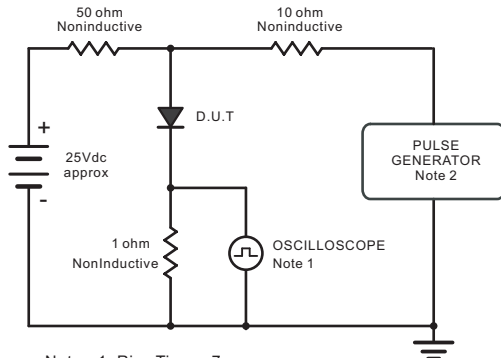 50 ohm
Noninductive
10 ohm
Noninductive
D.U.T
+
25Vdc
approx
-
PULSE
GENERATOR
Note 2
1 ohm
NonInductive
OSCILLOSCOPE
Note 1